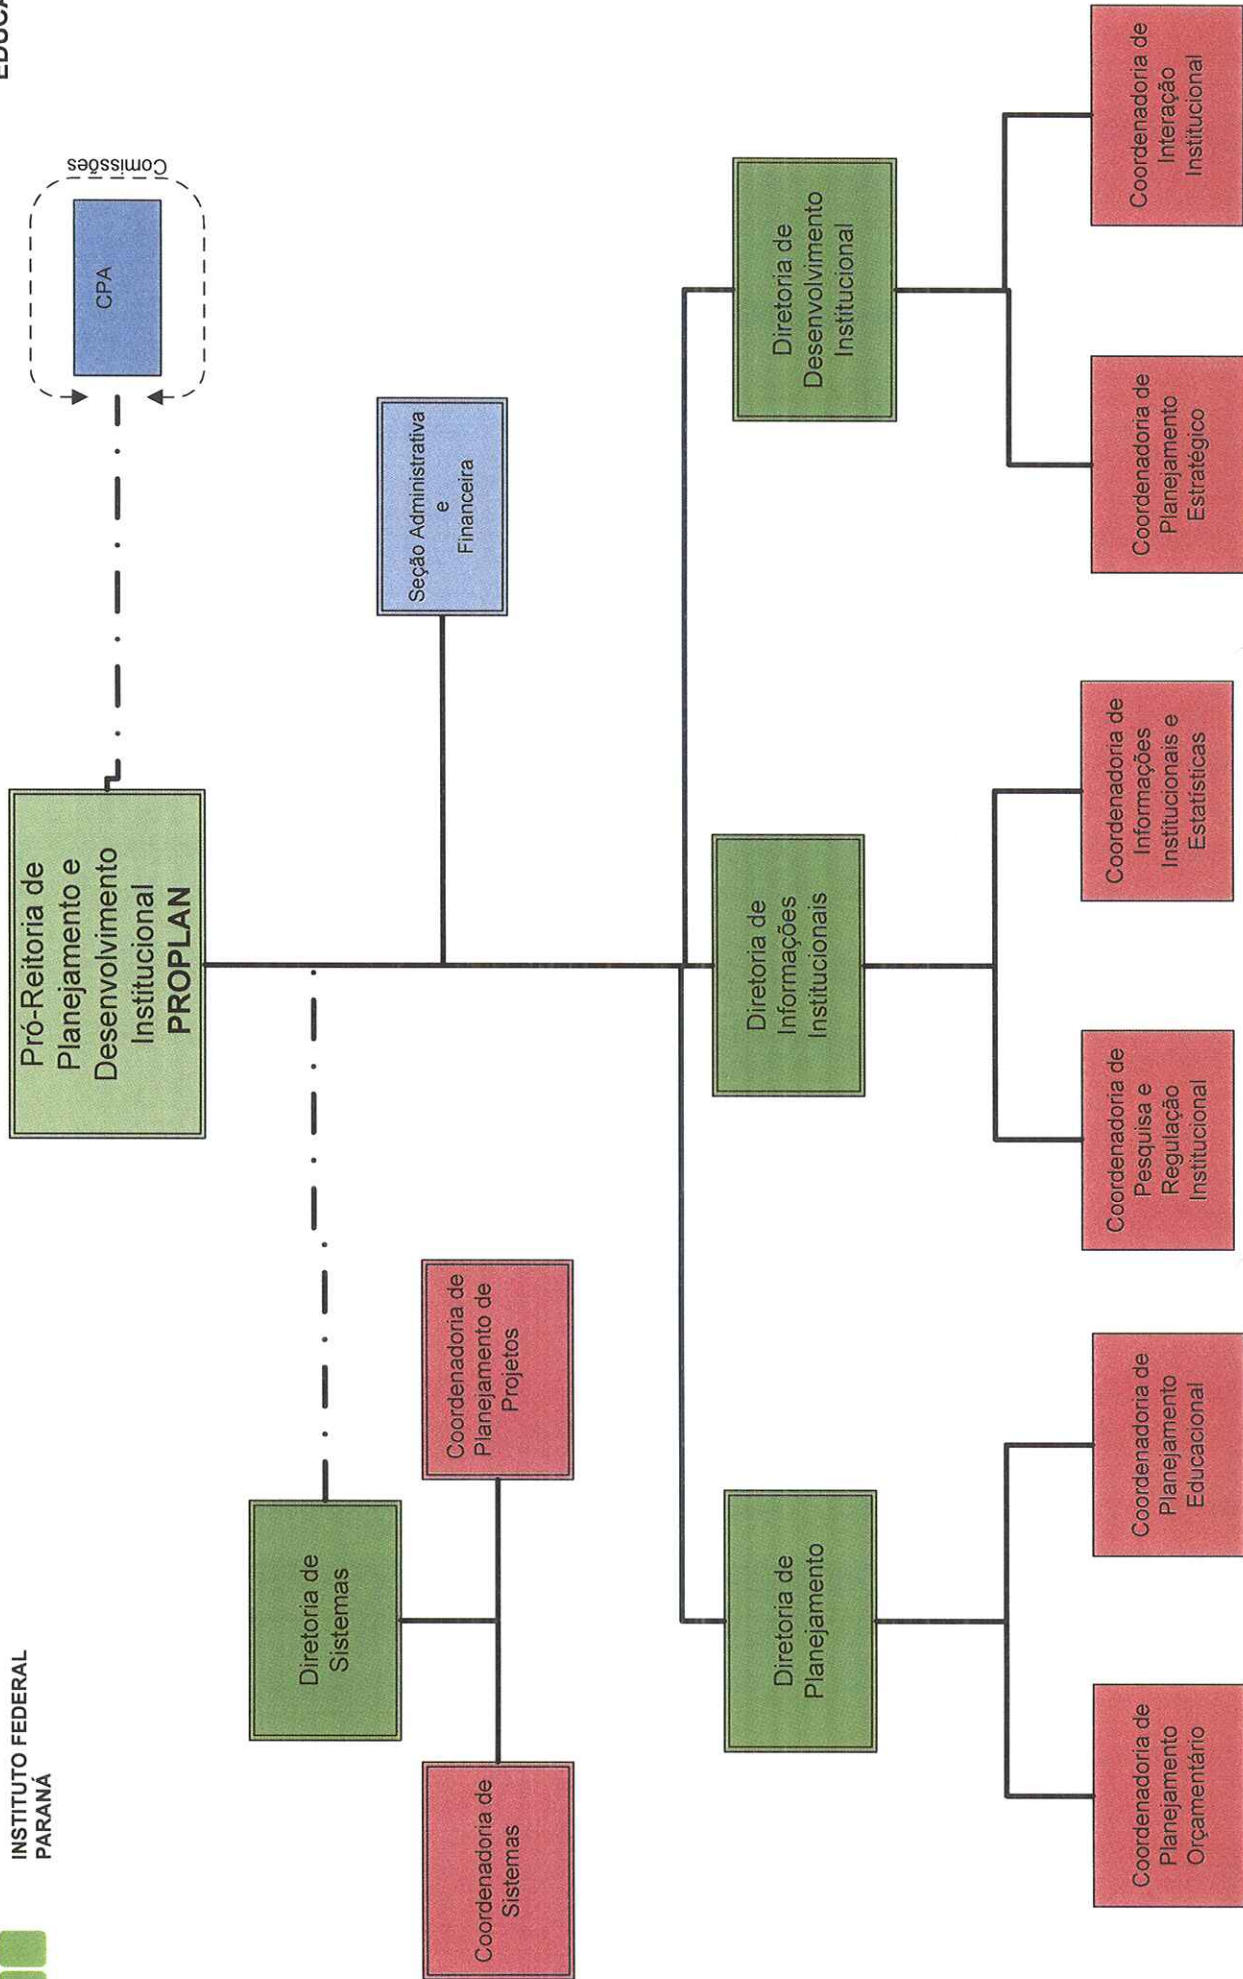 INSTITUTO FEDERAL
PARANÁ
Pró-Reitoria de
Planejamento e
Desenvolvimento
Institucional
PROPLAN
CPA
Comissões
Seção Administrativa
e
Financeira
Diretoria de
Sistemas
Coordenadoria de
Sistemas
Coordenadoria de
Planejamento de
Projetos
Diretoria de
Planejamento
Diretoria de
Informações
Institucionais
Diretoria de
Desenvolvimento
Institucional
Coordenadoria de
Planejamento
Orçamentário
Coordenadoria de
Planejamento
Educacional
Coordenadoria de
Pesquisa e
Regulação
Institucional
Coordenadoria de
Informações
Institucionais e
Estatísticas
Coordenadoria de
Planejamento
Estratégico
Coordenadoria de
Interação
Institucional